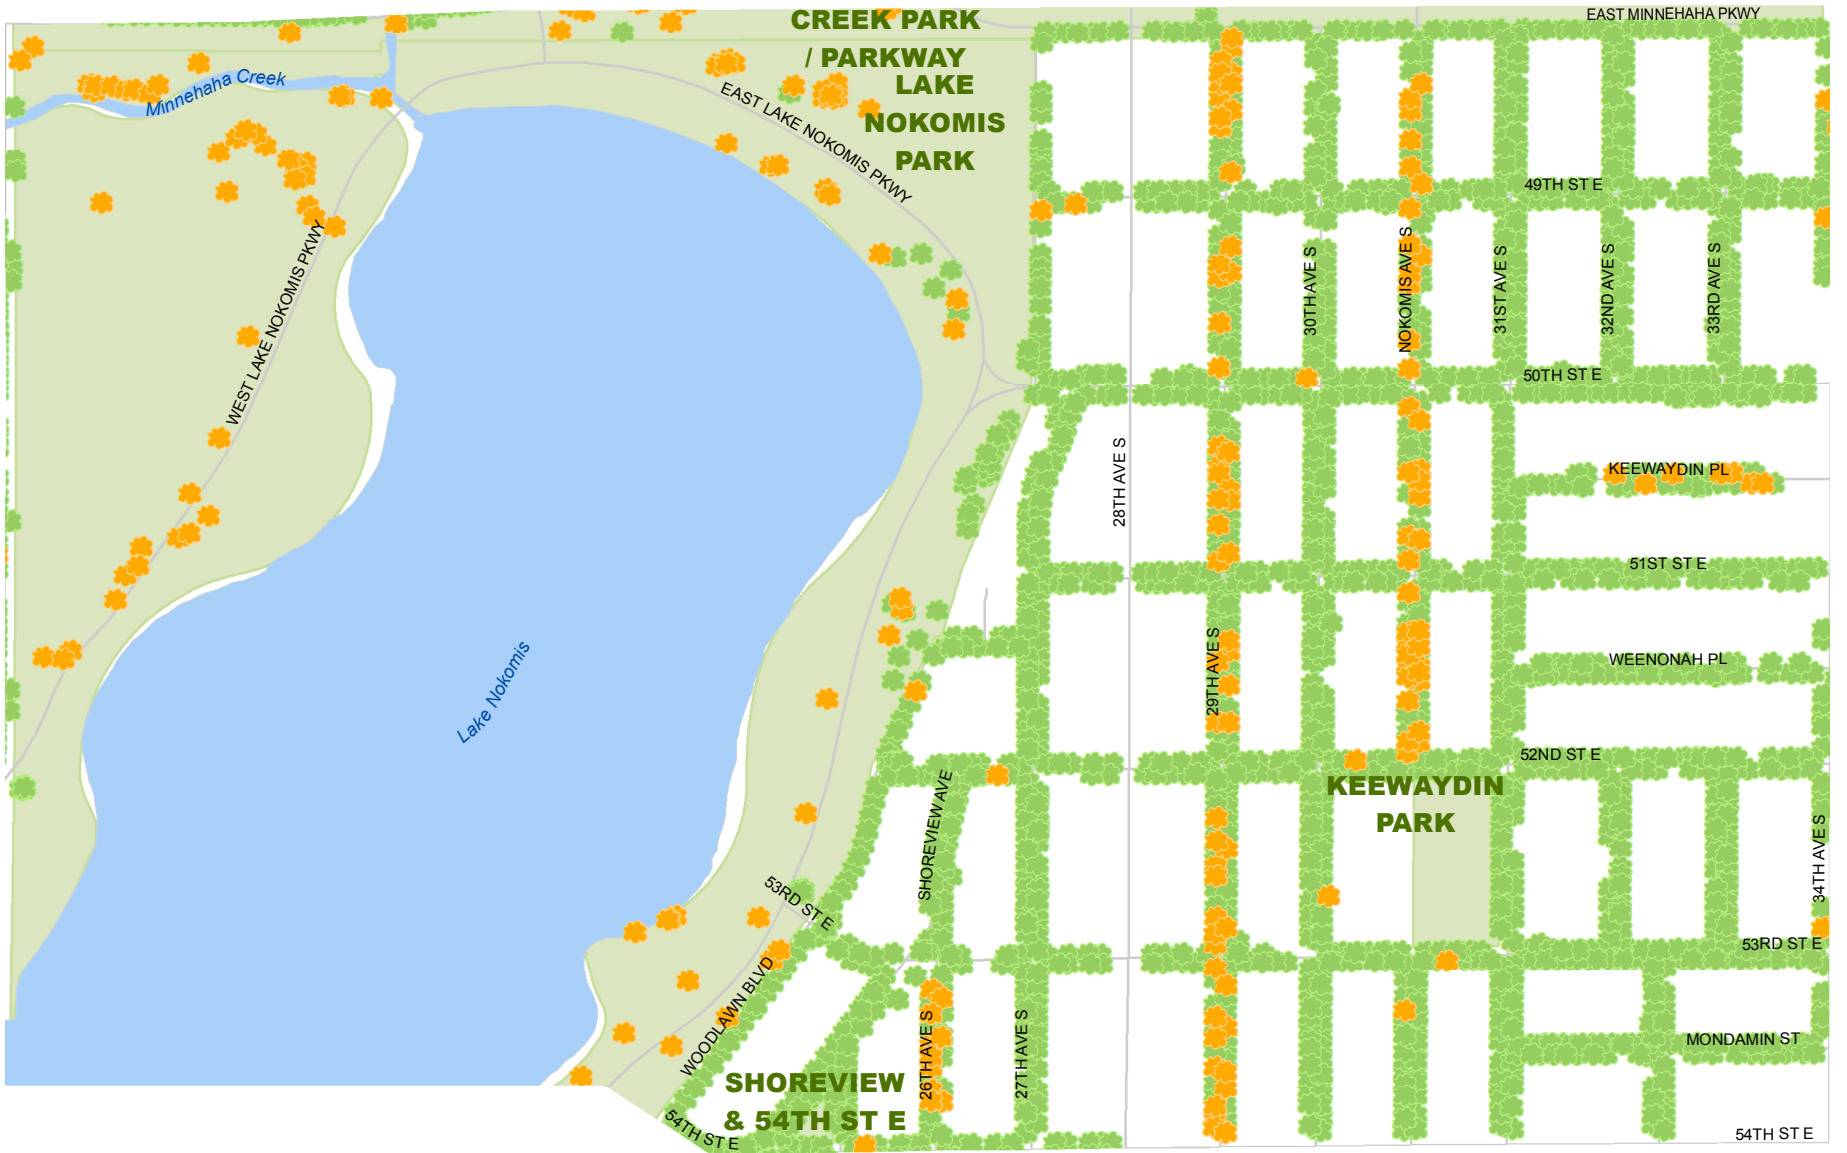 EAST MINNEHAHA PKWY
CREEK PARK
/ PARKWAY
LAKE
NOKOMIS
PARK
Minnehaha Creek
EAST LAKE NOKOMIS PKWY
49TH ST E
WEST LAKE NOKOMIS PKWY
30TH AVE S
NOKOMIS AVE S
31ST AVE S
32ND AVE S
33RD AVE S
50TH ST E
28TH AVE S
KEEWAYDIN PL
51ST ST E
Lake Nokomis
29TH AVE S
WEENONAH PL
52ND ST E
KEEWAYDIN
PARK
SHOREVIEW AVE
34TH AVE S
53RD ST E
53RD ST E
WOODLAWN BLVD
26TH AVE S
27TH AVE S
MONDAMIN ST
SHOREVIEW
& 54TH ST E
54TH ST E
54TH ST E